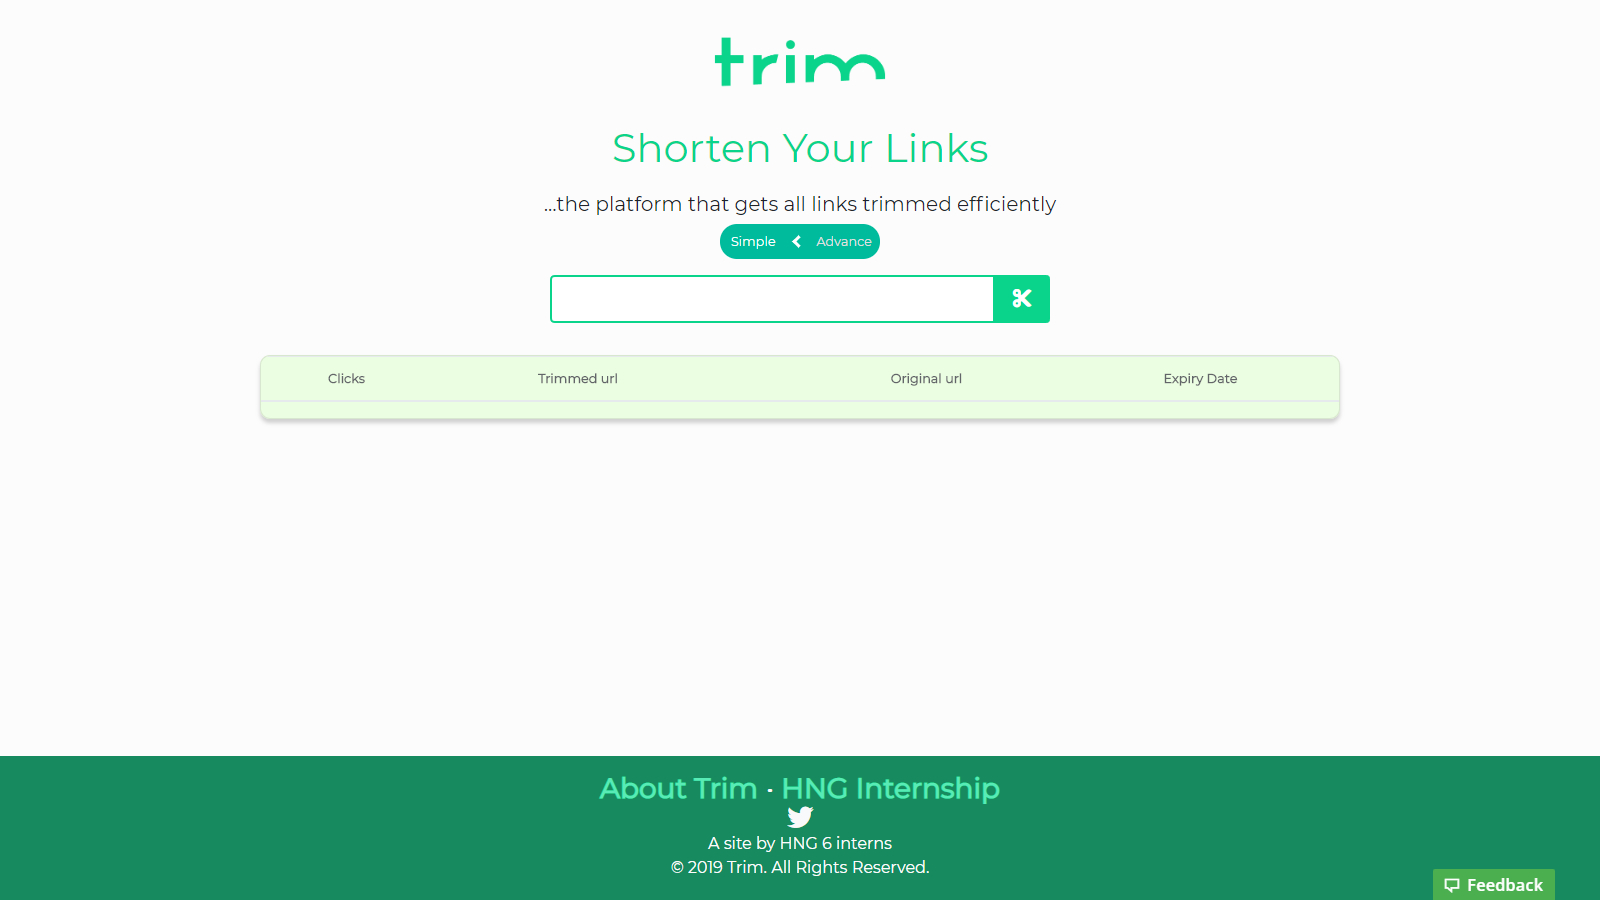 trim
Shorten Your Links
...the platform that gets all links trimmed efficiently
Simple Advance
Clicks Trimmed url Original url Expiry Date
About Trim · HNG Internship
A site by HNG 6 interns
© 2019 Trim. All Rights Reserved.
Feedback